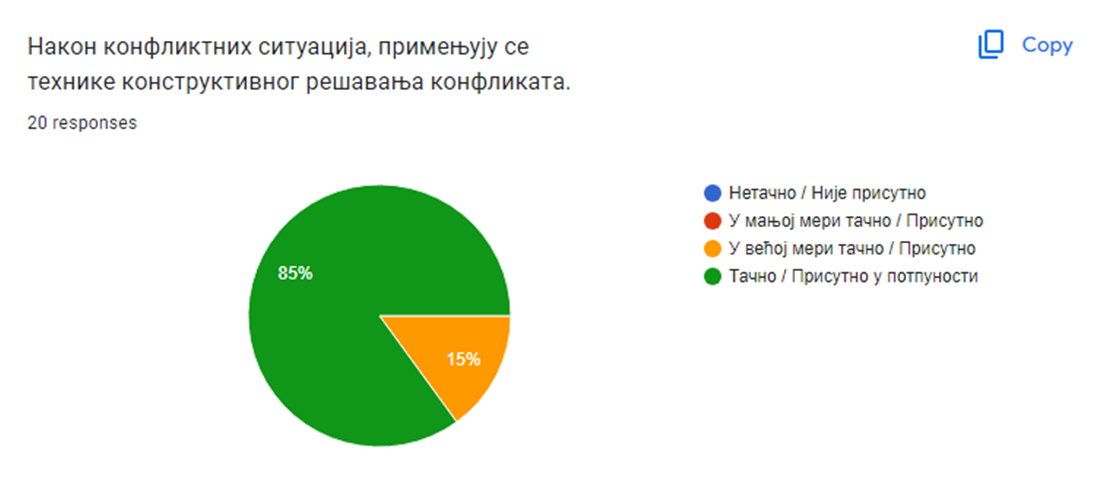 Након конфликтних ситуација, примењују се
технике конструктивног решавања конфликата.
Copy
20 responses
85%
15%
Нетачно / Није присутно
У мањој мери тачно / Присутно
У већој мери тачно / Присутно
Тачно / Присутно у потпуности